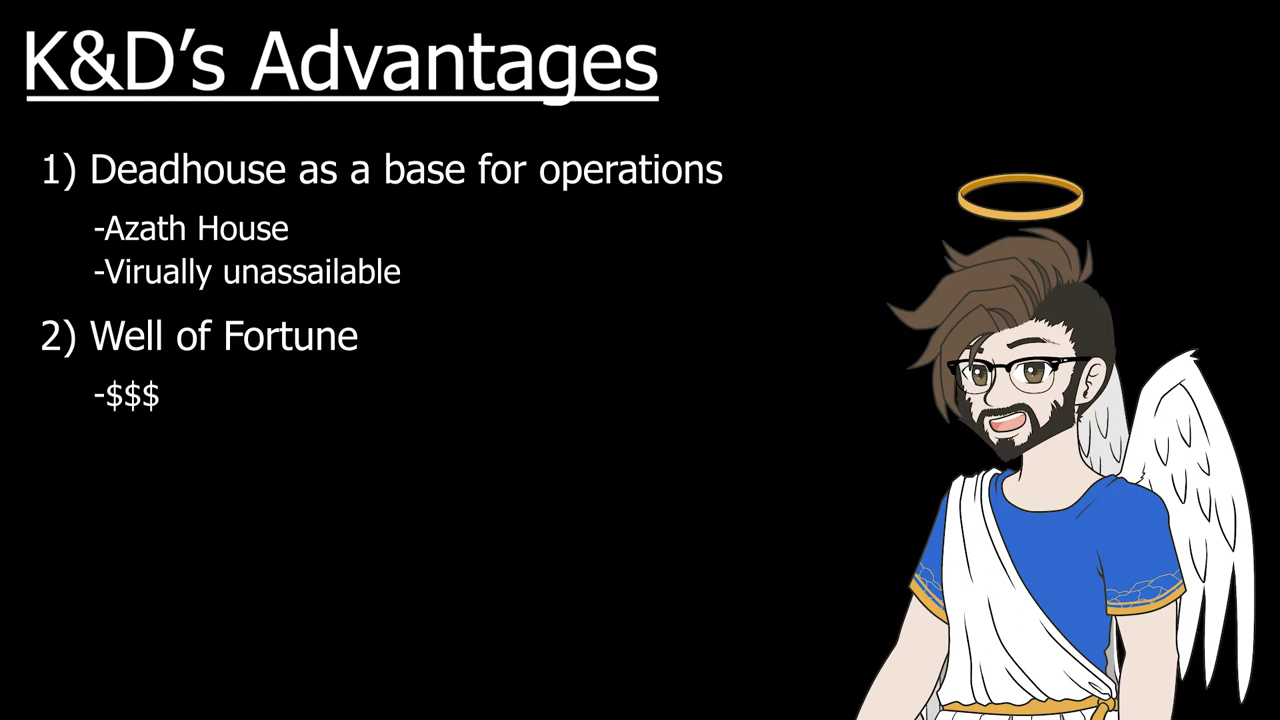 K&D’s Advantages
1) Deadhouse as a base for operations
-Azath House
-Virually unassailable
2) Well of Fortune
-$$$